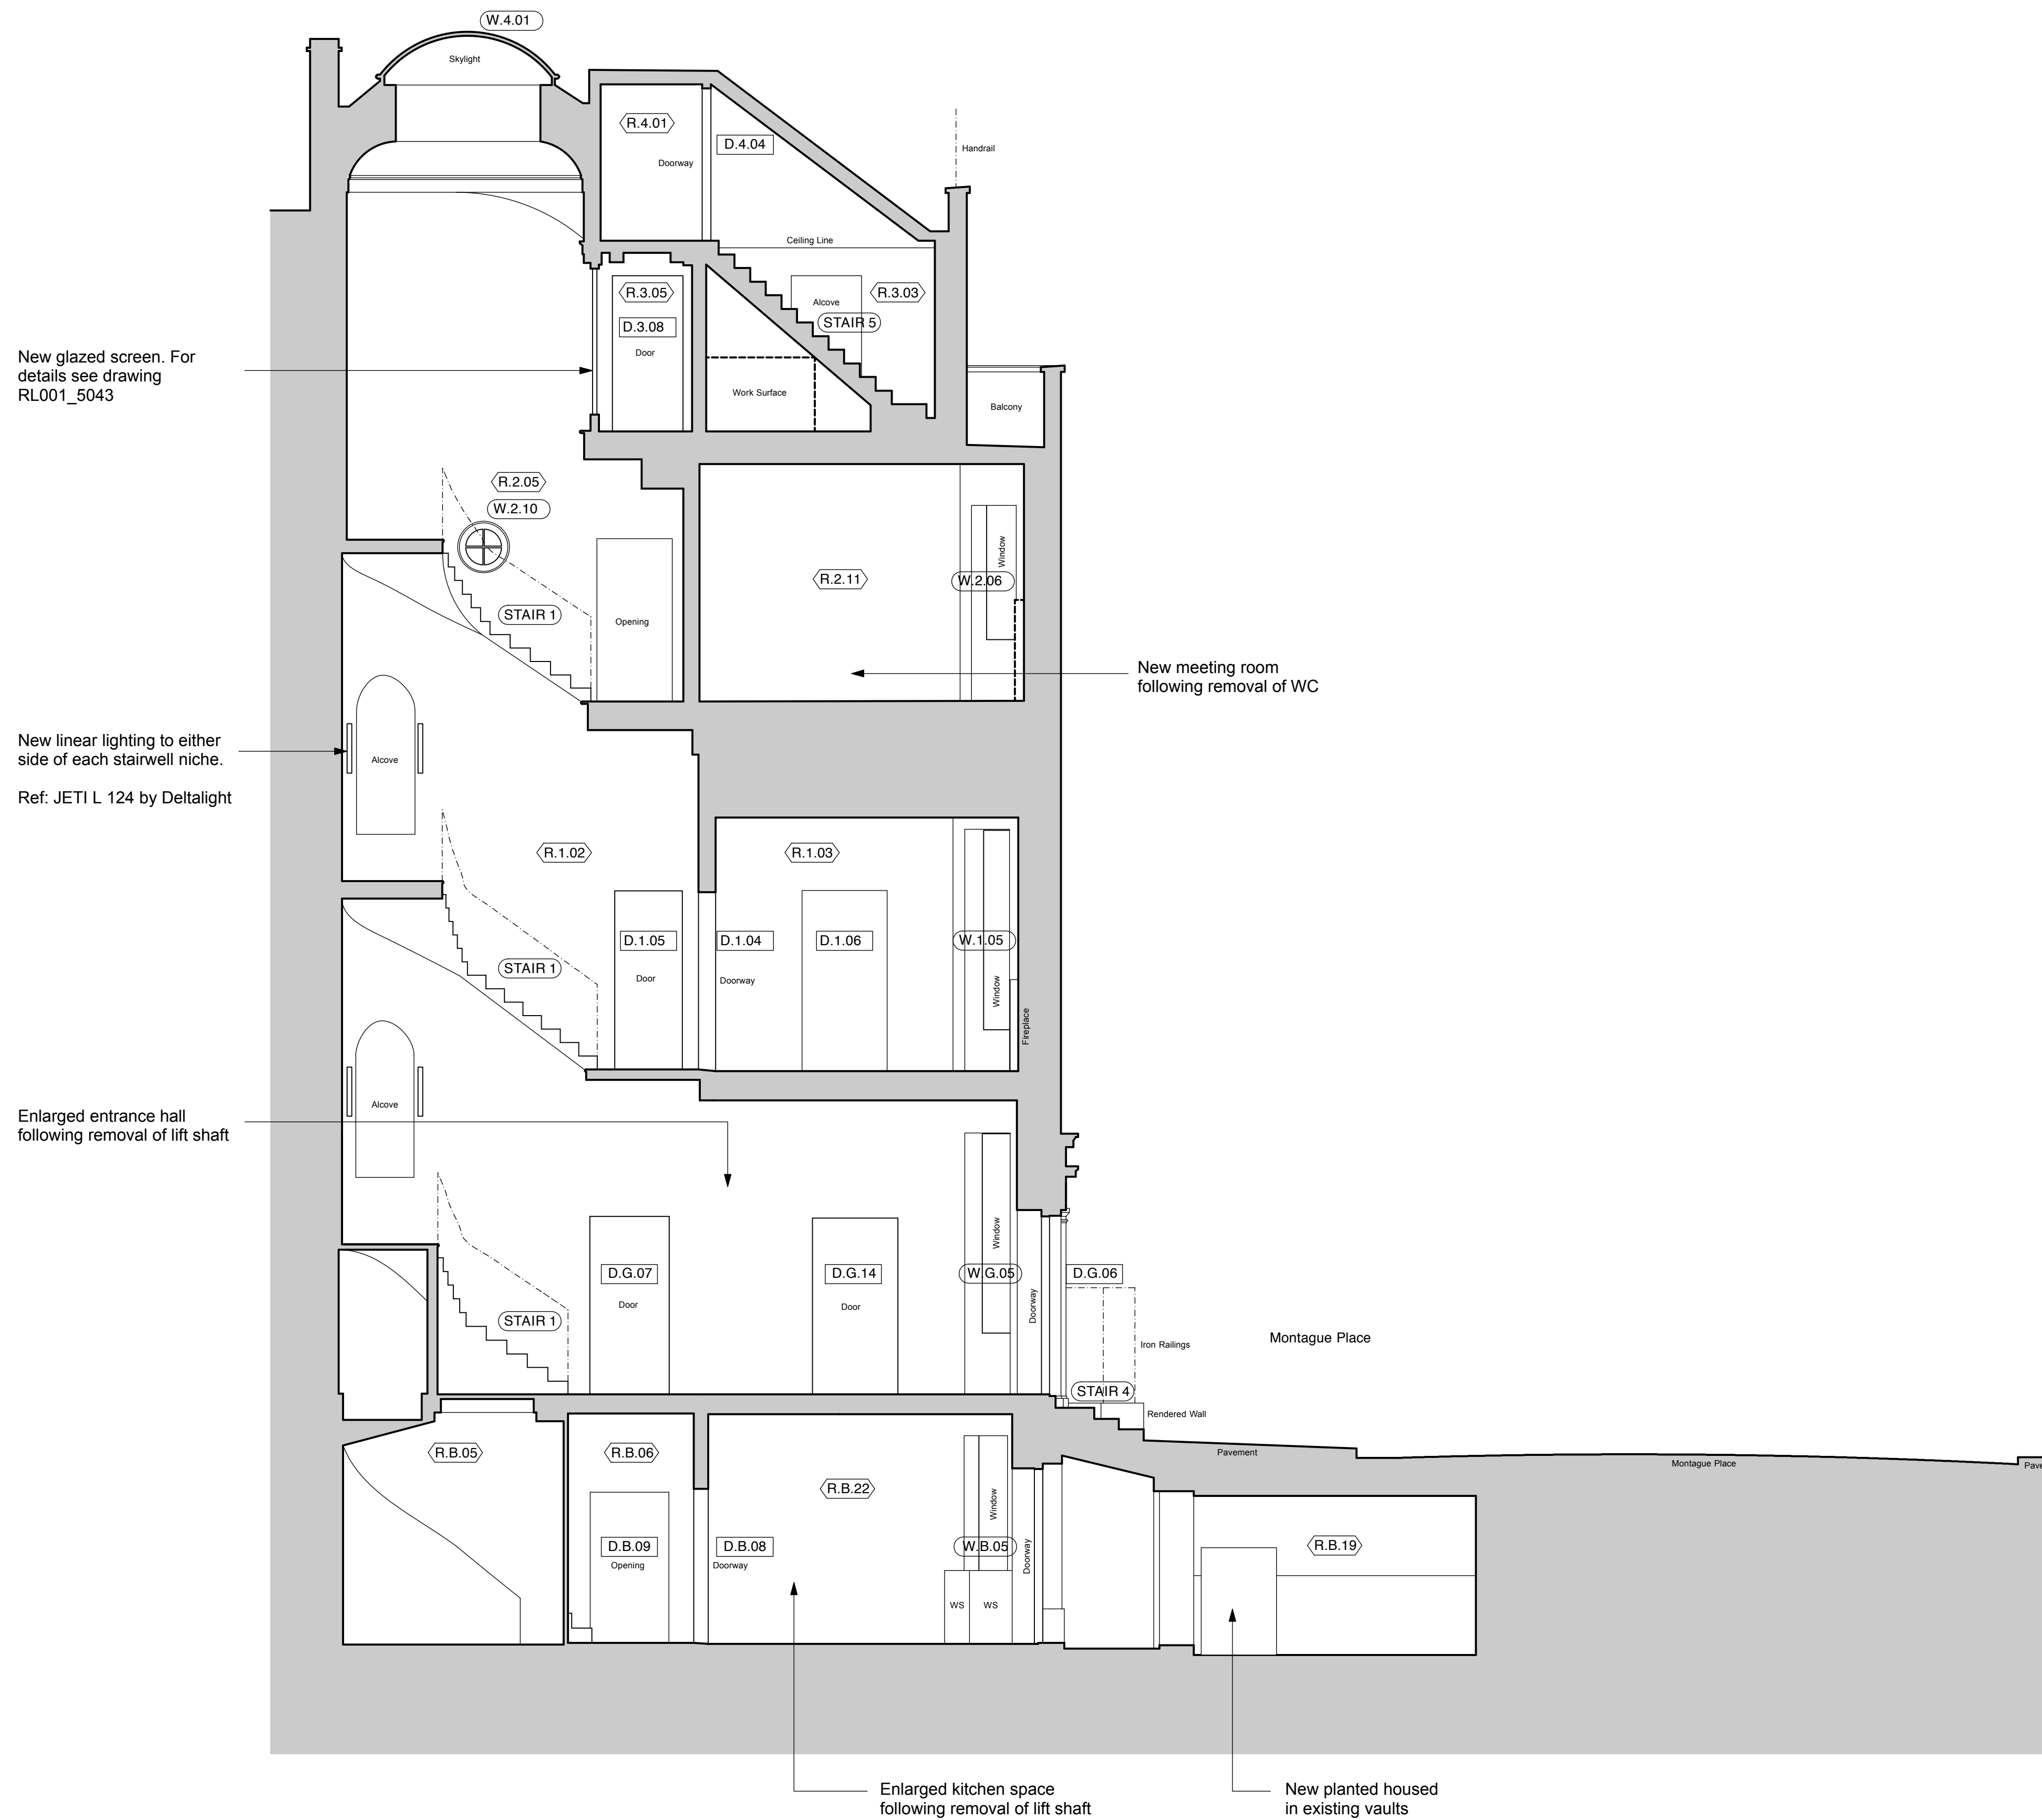 W.4.01
Skylight
R.4.01
D.4.04
Doorway
Handrail
Ceiling Line
R.3.05
R.3.03
Alcove
STAIR 5
D.3.08
Door
New glazed screen. For
details see drawing
RL001_5043
Work Surface
Balcony
R.2.05
W.2.10
Window
R.2.11
W.2.06
STAIR 1
Opening
New meeting room
following removal of WC
New linear lighting to either
side of each stairwell niche.
Ref: JETI L 124 by Deltalight
Alcove
R.1.02
R.1.03
D.1.05
D.1.04
D.1.06
W.1.05
STAIR 1
Door
Doorway
Window
Fireplace
Alcove
Enlarged entrance hall
following removal of lift shaft
Window
D.G.07
D.G.14
W.G.05
D.G.06
Door
Door
Doorway
STAIR 1
Iron Railings
Montague Place
STAIR 4
Rendered Wall
Pavement
Montague Place
Pave
R.B.05
R.B.06
R.B.22
Window
D.B.09
D.B.08
W.B.05
R.B.19
Opening
Doorway
Doorway
WS
WS
Enlarged kitchen space
following removal of lift shaft
New planted housed
in existing vaults